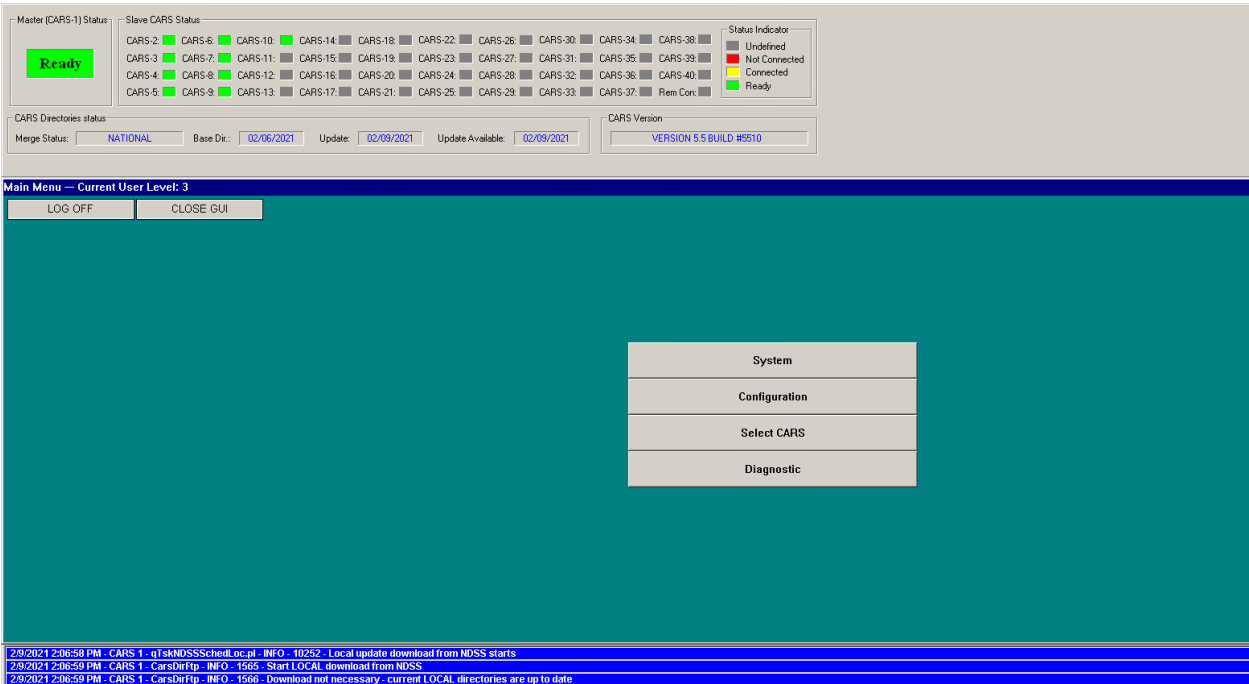 Master (CARS-1) Status
Ready
Slave CARS Status
CARS-2: CARS-6: CARS-10: CARS-14: CARS-18: CARS-22: CARS-26: CARS-30: CARS-34: CARS-38:
CARS-3 CARS-7: CARS-11: CARS-15: CARS-19: CARS-23: CARS-27: CARS-31: CARS-35: CARS-39:
CARS-4: CARS-8: CARS-12: CARS-16: CARS-20: CARS-24: CARS-28: CARS-32: CARS-36: CARS-40:
CARS-5: CARS-9: CARS-13: CARS-17: CARS-21: CARS-25: CARS-29: CARS-33: CARS-37: Rem Con:
Status Indicator
Undefined
Not Connected
Connected
Ready
CARS Directories status
Merge Status: NATIONAL Base Dir.: 02/06/2021 Update: 02/09/2021 Update Available: 02/09/2021
CARS Version
VERSION 5.5 BUILD #5510
Main Menu — Current User Level: 3
LOG OFF CLOSE GUI
System
Configuration
Select CARS
Diagnostic
2/9/2021 2:06:58 PM - CARS 1 - qTskNDSSSchedLoc.pl - INFO - 10252 - Local update download from NDSS starts
2/9/2021 2:06:59 PM - CARS 1 - CarsDirFtp - INFO - 1565 - Start LOCAL download from NDSS
2/9/2021 2:06:59 PM - CARS 1 - CarsDirFtp - INFO - 1566 - Download not necessary - current LOCAL directories are up to date